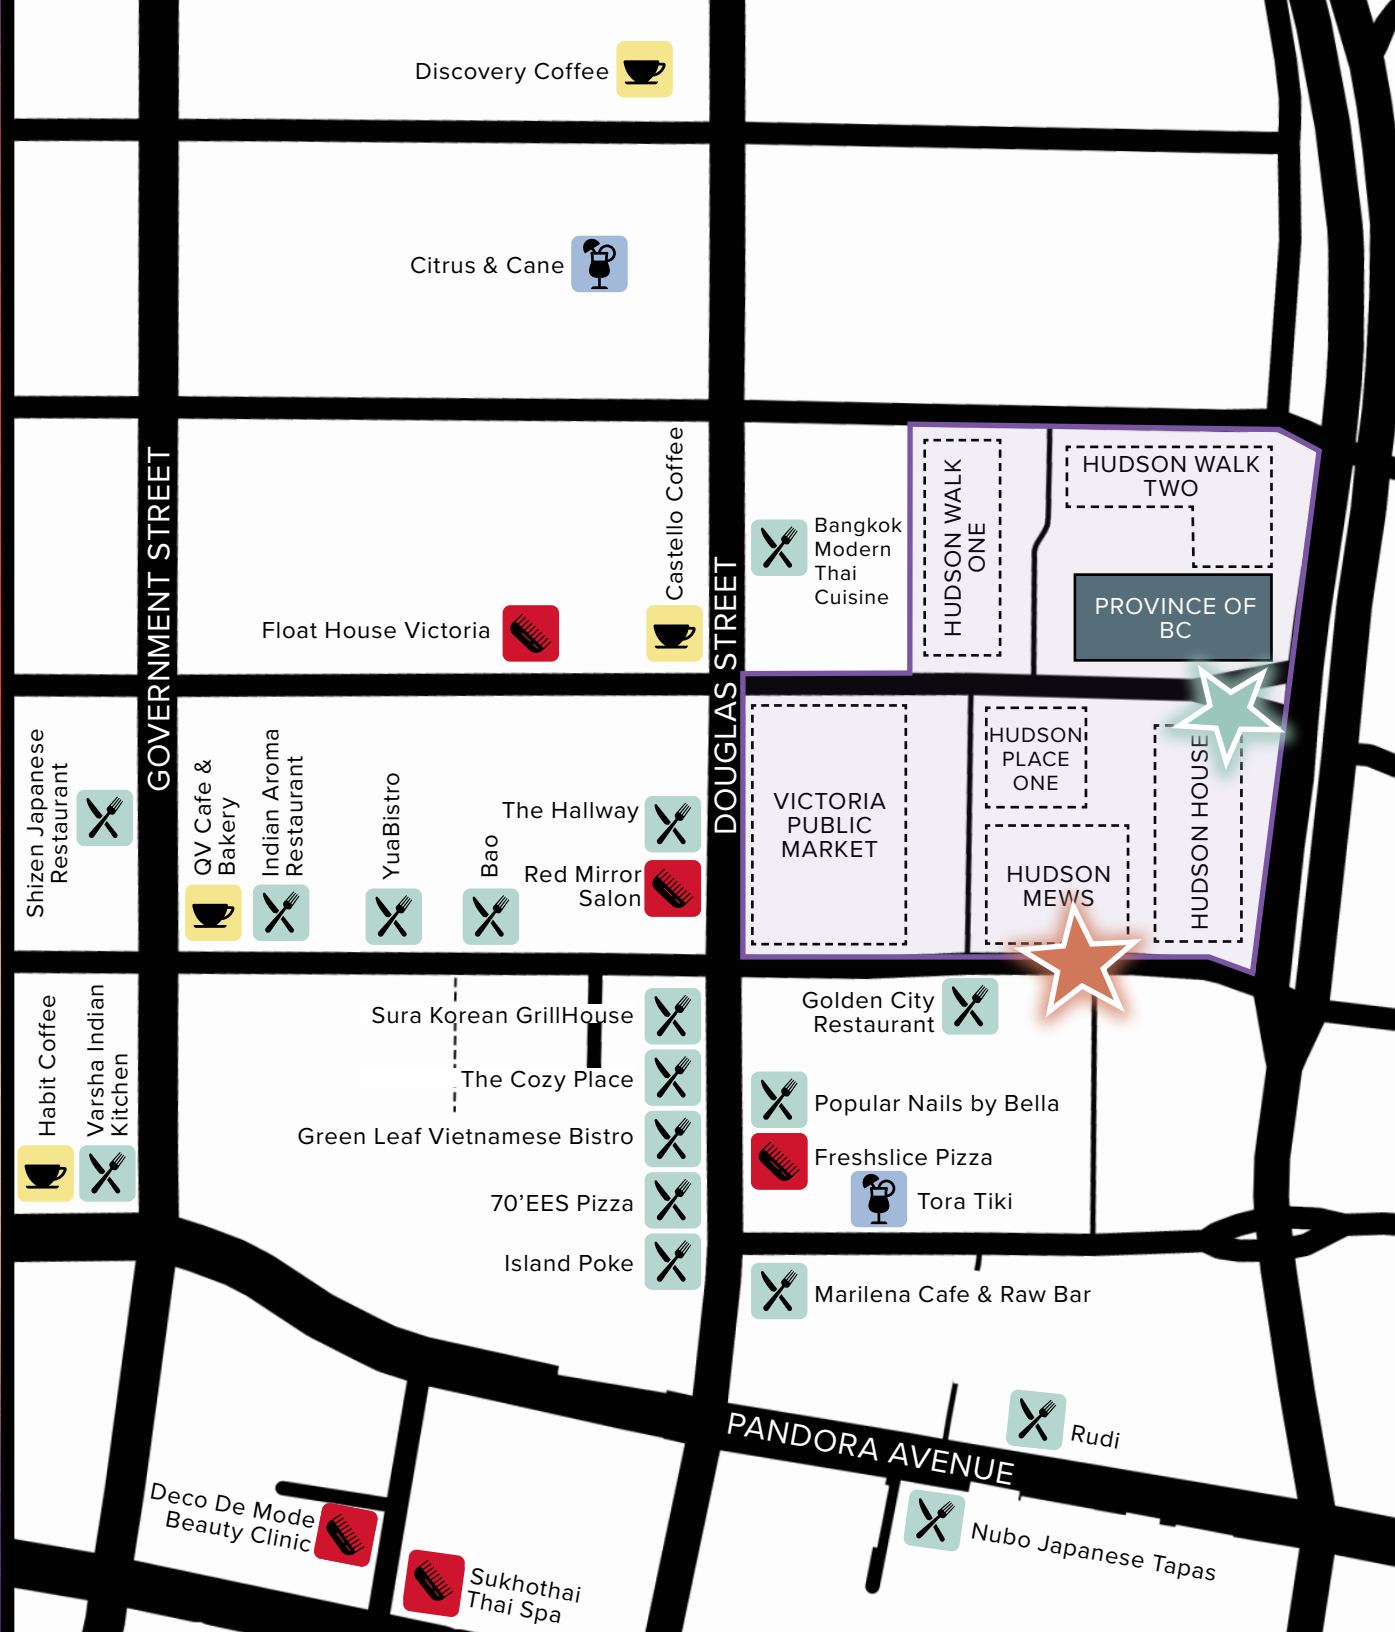 Discovery Coffee
Citrus & Cane
GOVERNMENT STREET
Castello Coffee
DOUGLAS STREET
Bangkok
Modern
Thai
Cuisine
HUDSON WALK
ONE
HUDSON WALK
TWO
PROVINCE OF
BC
Float House Victoria
Shizen Japanese
Restaurant
QV Cafe &
Bakery
Indian Aroma
Restaurant
YuaBistro
Bao
The Hallway
Red Mirror
Salon
VICTORIA
PUBLIC
MARKET
HUDSON
PLACE
ONE
HUDSON
MEWS
HUDSON HOUSE
Habit Coffee
Varsha Indian
Kitchen
Sura Korean GrillHouse
The Cozy Place
Green Leaf Vietnamese Bistro
70’EES Pizza
Island Poke
Golden City
Restaurant
Popular Nails by Bella
Freshslice Pizza
Tora Tiki
Marilena Cafe & Raw Bar
PANDORA AVENUE
Rudi
Nubo Japanese Tapas
Deco De Mode
Beauty Clinic
Sukhothai
Thai Spa